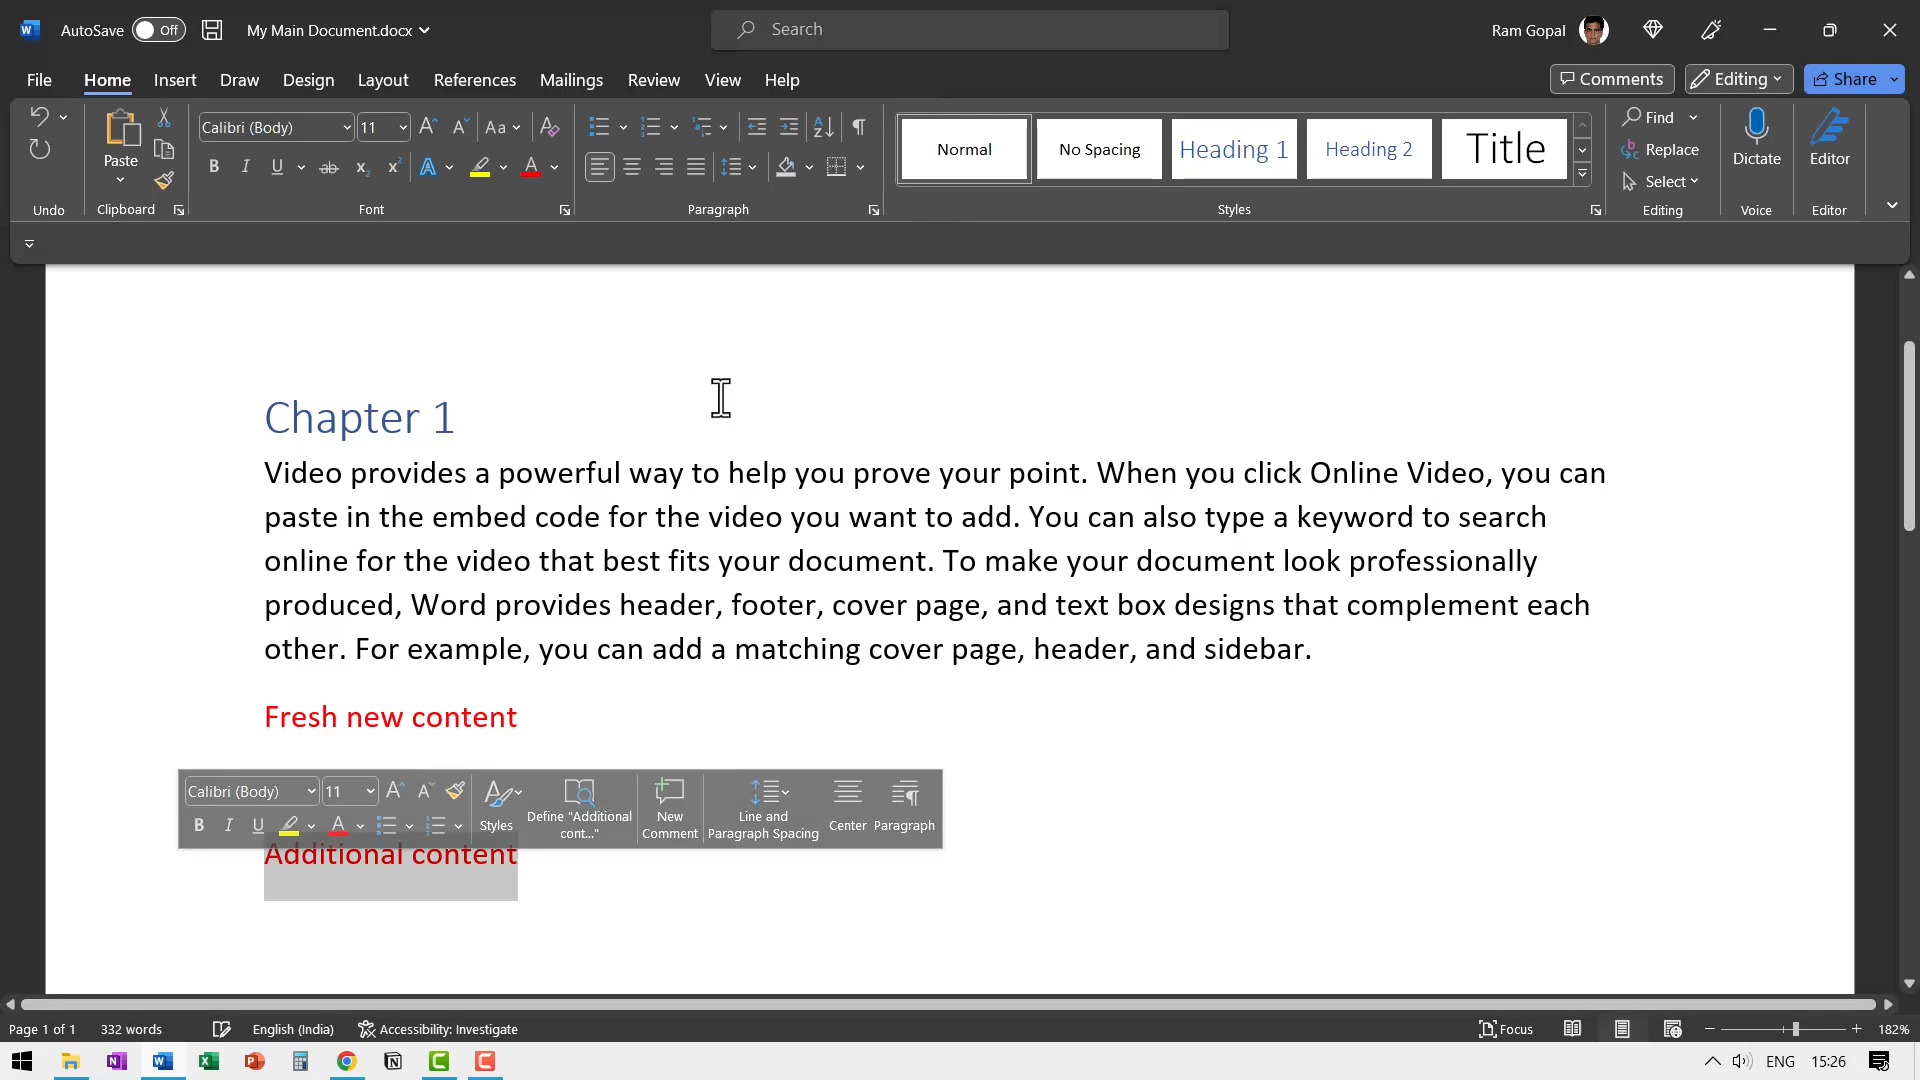 AutoSave Off My Main Document.docx Search Ram Gopal
File Home Insert Draw Design Layout References Mailings Review View Help Comments Editing Share
Calibri (Body) 11 Aa
Paste
B I U ab x₂ x² A A
Normal No Spacing Heading 1 Heading 2 Title
Find
Replace
Select
Dictate Editor
Undo Clipboard Font Paragraph Styles Editing Voice Editor
Chapter 1
Video provides a powerful way to help you prove your point. When you click Online Video, you can
paste in the embed code for the video you want to add. You can also type a keyword to search
online for the video that best fits your document. To make your document look professionally
produced, Word provides header, footer, cover page, and text box designs that complement each
other. For example, you can add a matching cover page, header, and sidebar.
Fresh new content
Calibri (Body) 11
B I U A
Styles
Define "Additional
cont..."
New
Comment
Line and
Paragraph Spacing
Center
Paragraph
Additional content
Page 1 of 1 332 words English (India) Accessibility: Investigate Focus 182%
ENG 15:26